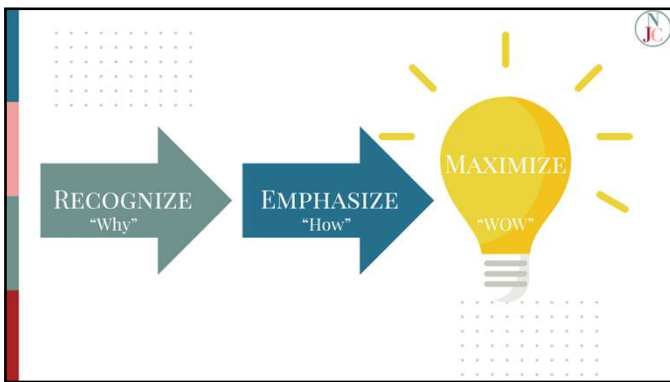 NJC
RECOGNIZE
"Why"
EMPHASIZE
"How"
MAXIMIZE
"WOW"